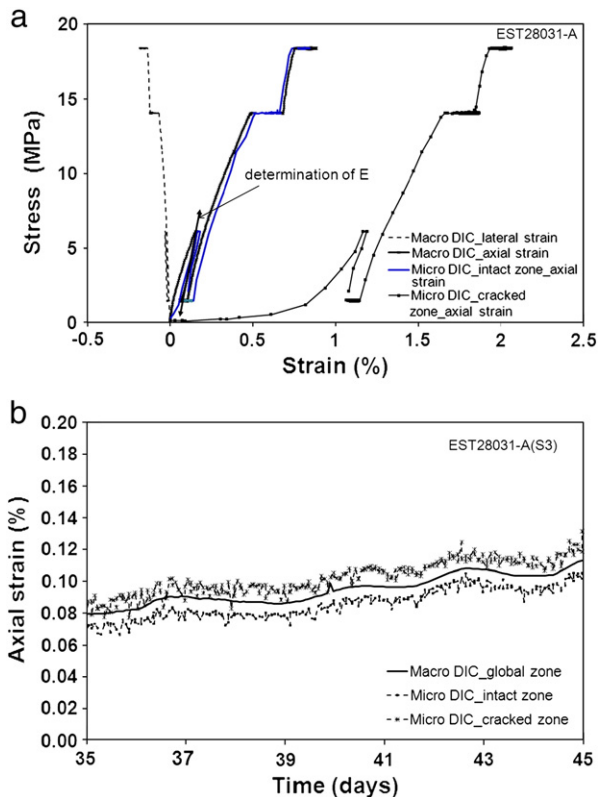 a
EST28031-A
20
15
10
5
0
Stress (MPa)
determination of E
Macro DIC_lateral strain
Macro DIC_axial strain
Micro DIC_intact zone_axial
strain
Micro DIC_cracked
zone_axial strain
-0.5 0 0.5 1 1.5 2 2.5
Strain (%)
b
EST28031-A(S3)
0.20
0.18
0.16
0.14
0.12
0.10
0.08
0.06
0.04
0.02
0.00
Axial strain (%)
Macro DIC_global zone
Micro DIC_intact zone
Micro DIC_cracked zone
35 37 39 41 43 45
Time (days)